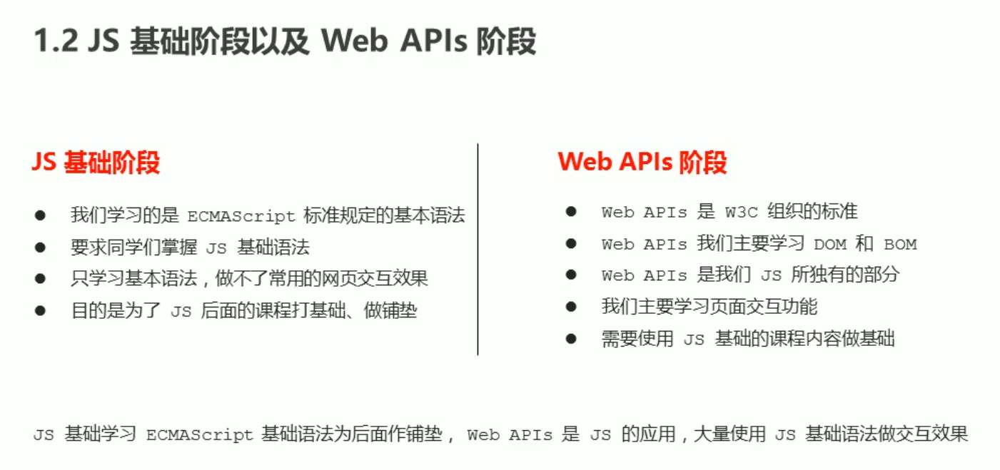 1.2 JS 基础阶段以及 Web APIs 阶段
JS 基础阶段
我们学习的是 ECMAScript 标准规定的基本语法
要求同学们掌握 JS 基础语法
只学习基本语法，做不了常用的网页交互效果
目的是为了 JS 后面的课程打基础、做铺垫
Web APIs 阶段
Web APIs 是 W3C 组织的标准
Web APIs 我们主要学习 DOM 和 BOM
Web APIs 是我们 JS 所独有的部分
我们主要学习页面交互功能
需要使用 JS 基础的课程内容做基础
JS 基础学习 ECMAScript 基础语法为后面作铺垫， Web APIs 是 JS 的应用，大量使用 JS 基础语法做交互效果